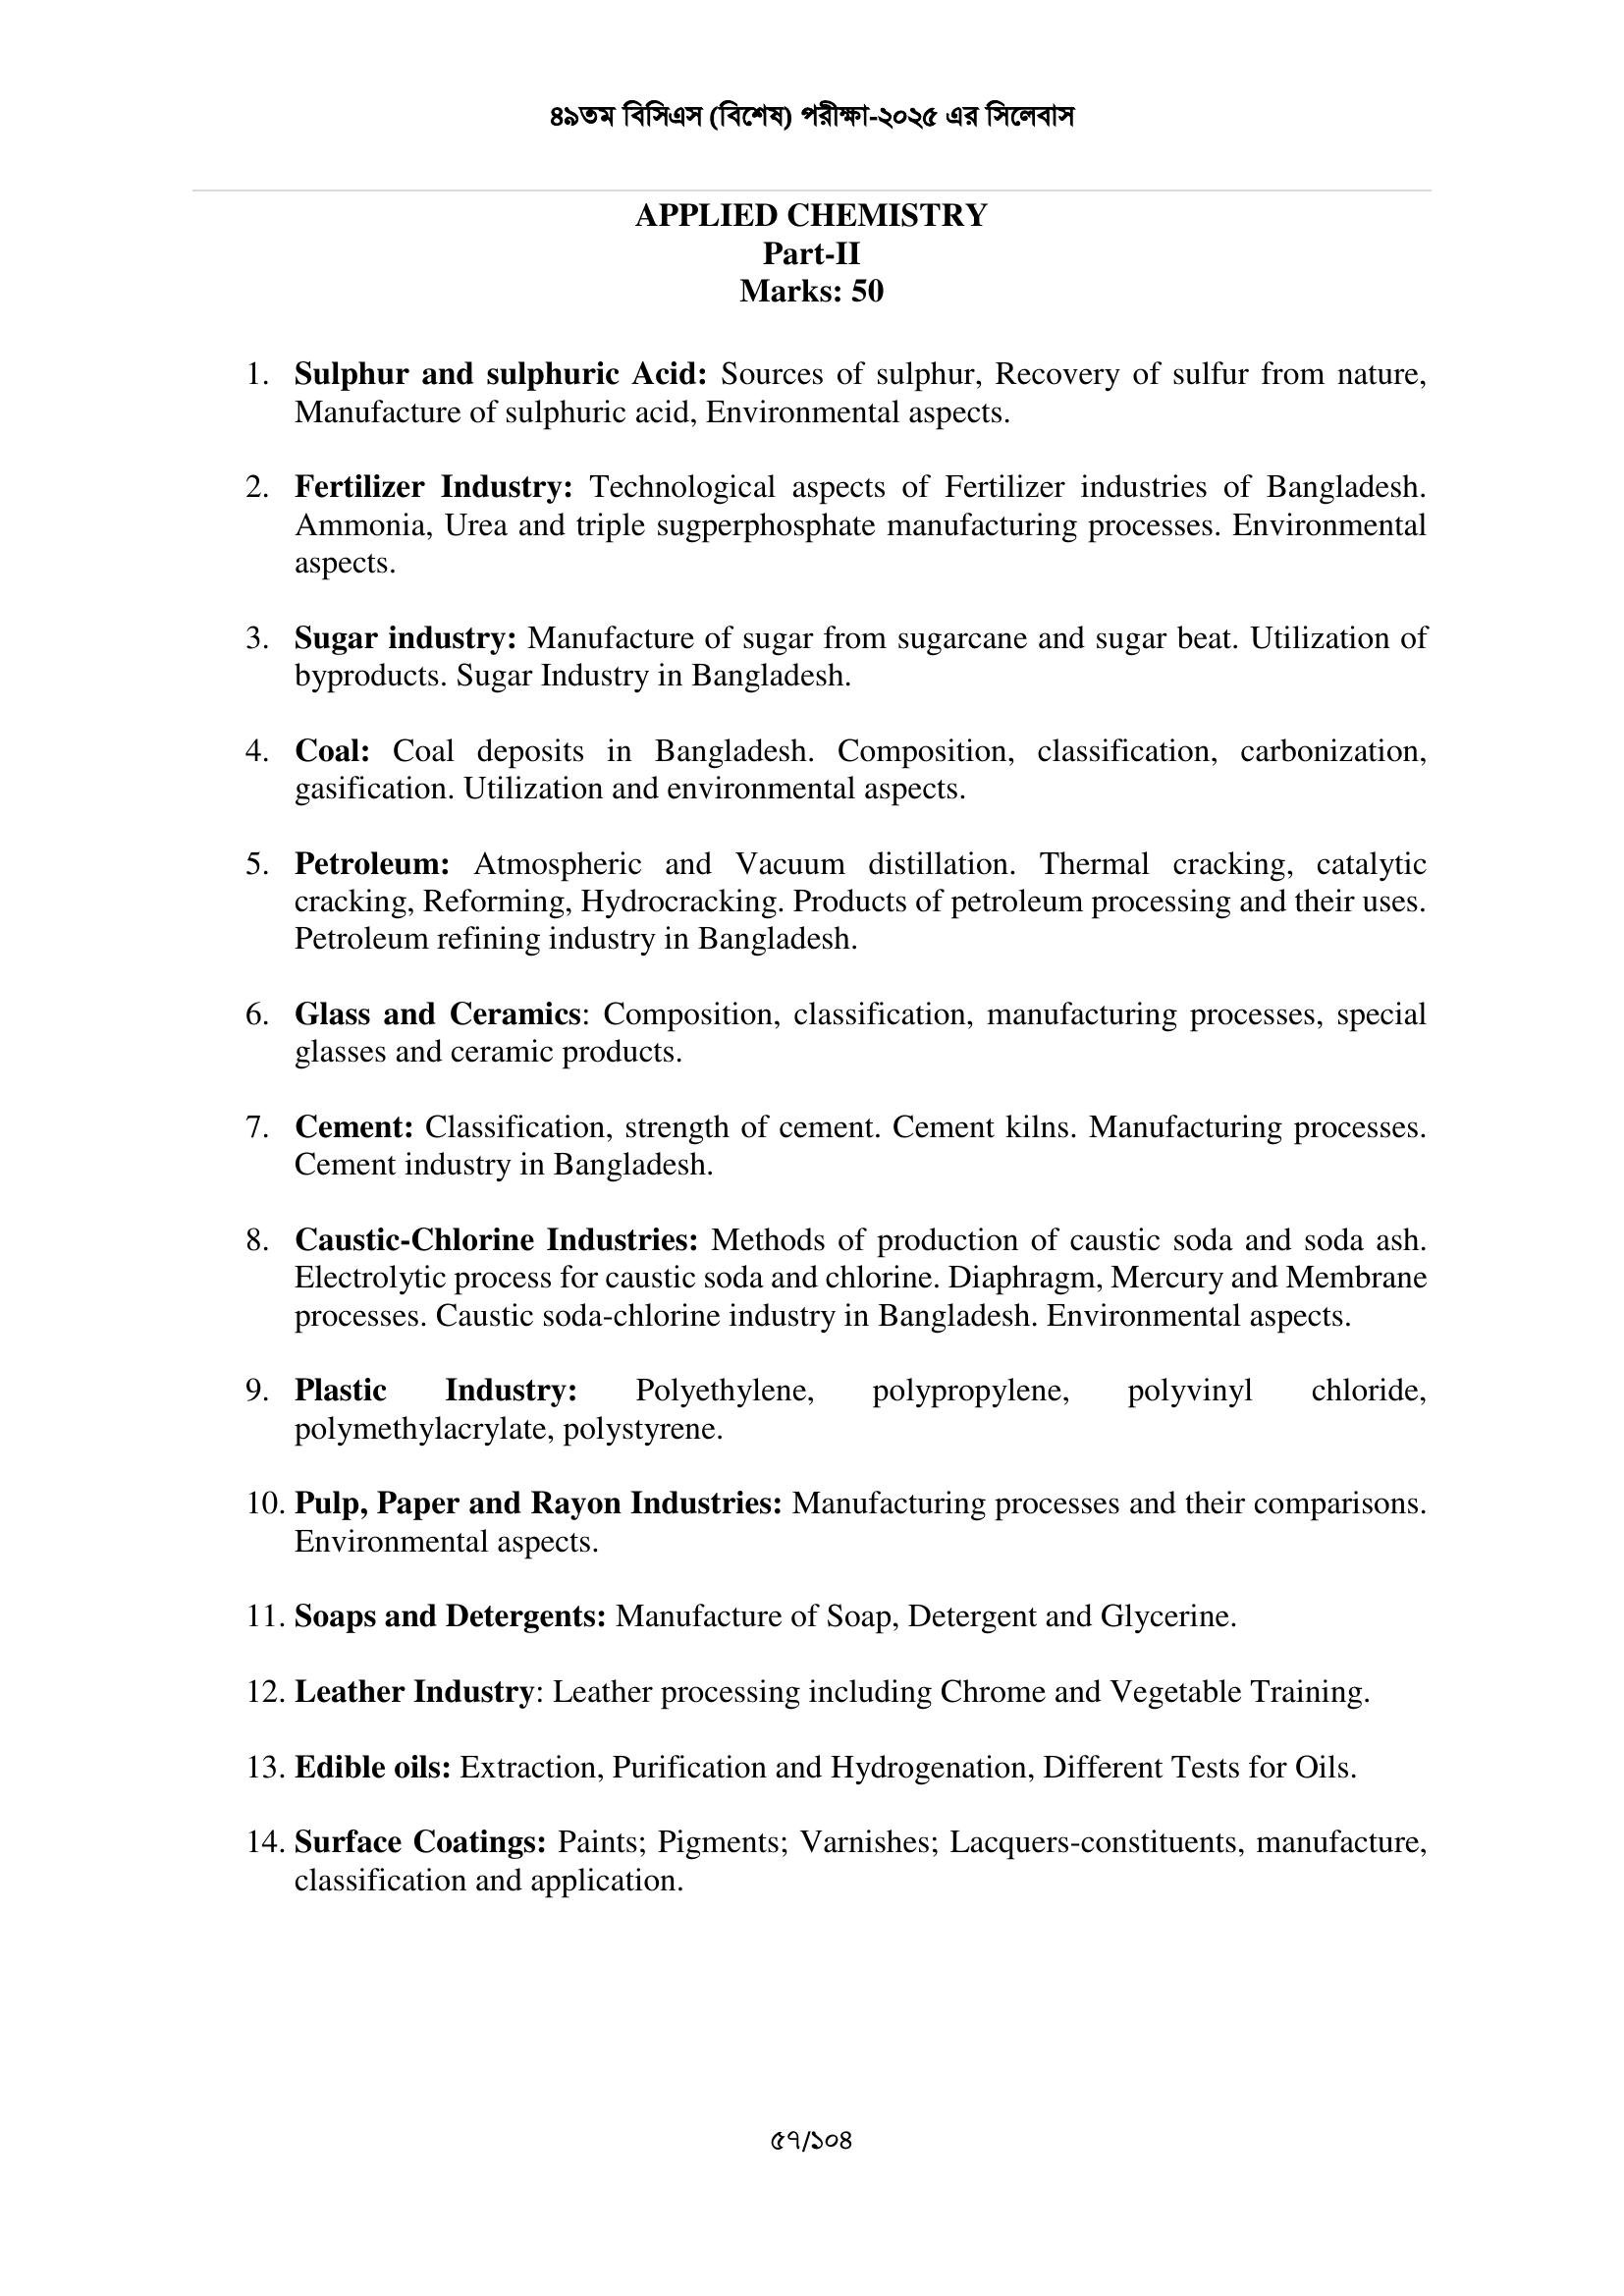 ৪৯তম বিসিএস (বিশেষ) পরীক্ষা-২০২৫ এর সিলেবাস
APPLIED CHEMISTRY
Part-II
Marks: 50
1. Sulphur and sulphuric Acid: Sources of sulphur, Recovery of sulfur from nature,
Manufacture of sulphuric acid, Environmental aspects.
2. Fertilizer Industry: Technological aspects of Fertilizer industries of Bangladesh.
Ammonia, Urea and triple sugperphosphate manufacturing processes. Environmental
aspects.
3. Sugar industry: Manufacture of sugar from sugarcane and sugar beat. Utilization of
byproducts. Sugar Industry in Bangladesh.
4. Coal: Coal deposits in Bangladesh. Composition, classification, carbonization,
gasification. Utilization and environmental aspects.
5. Petroleum: Atmospheric and Vacuum distillation. Thermal cracking, catalytic
cracking, Reforming, Hydrocracking. Products of petroleum processing and their uses.
Petroleum refining industry in Bangladesh.
6. Glass and Ceramics: Composition, classification, manufacturing processes, special
glasses and ceramic products.
7. Cement: Classification, strength of cement. Cement kilns. Manufacturing processes.
Cement industry in Bangladesh.
8. Caustic-Chlorine Industries: Methods of production of caustic soda and soda ash.
Electrolytic process for caustic soda and chlorine. Diaphragm, Mercury and Membrane
processes. Caustic soda-chlorine industry in Bangladesh. Environmental aspects.
9. Plastic Industry: Polyethylene, polypropylene, polyvinyl chloride,
polymethylacrylate, polystyrene.
10. Pulp, Paper and Rayon Industries: Manufacturing processes and their comparisons.
Environmental aspects.
11. Soaps and Detergents: Manufacture of Soap, Detergent and Glycerine.
12. Leather Industry: Leather processing including Chrome and Vegetable Training.
13. Edible oils: Extraction, Purification and Hydrogenation, Different Tests for Oils.
14. Surface Coatings: Paints; Pigments; Varnishes; Lacquers-constituents, manufacture,
classification and application.
৫৭/১০৪